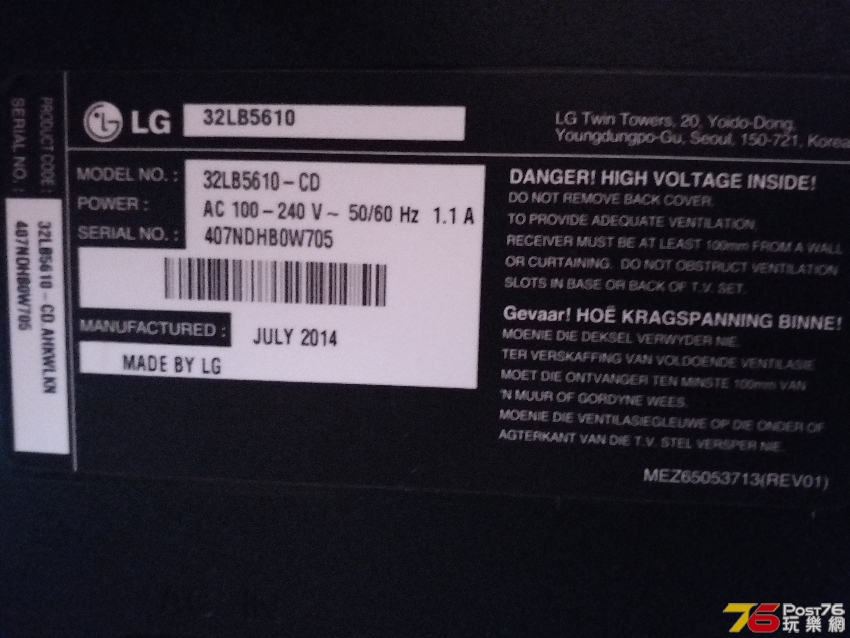 LG 32LB5610
LG Twin Towers, 20, Yoido-Dong,
Youngdungpo-Gu, Seoul, 150-721, Korea
PRODUCT CODE : 32LB5610-CD AHKWLKN
SERIAL NO. : 407NDHB0W705
MODEL NO. : 32LB5610-CD
POWER : AC 100-240 V~ 50/60 Hz 1.1 A
SERIAL NO. : 407NDHB0W705
MANUFACTURED : JULY 2014
MADE BY LG
DANGER! HIGH VOLTAGE INSIDE!
DO NOT REMOVE BACK COVER.
TO PROVIDE ADEQUATE VENTILATION,
RECEIVER MUST BE AT LEAST 100mm FROM A WALL
OR CURTAINING. DO NOT OBSTRUCT VENTILATION
SLOTS IN BASE OR BACK OF T.V. SET.
Gevaar! HOË KRAGSPANNING BINNE!
MOENIE DIE DEKSEL VERWYDER NIE.
TER VERSKAFFING VAN VOLDOENDE VENTILASIE
MOET DIE ONTVANGER TEN MINSTE 100mm VAN
'N MUUR OF GORDYNE WEES.
MOENIE DIE VENTILASIEGLEUWE OP DIE ONDER OF
AGTERKANT VAN DIE T.V. STEL VERSPER NIE.
MEZ65053713(REV01)
AC IN
76 Post76
玩樂網